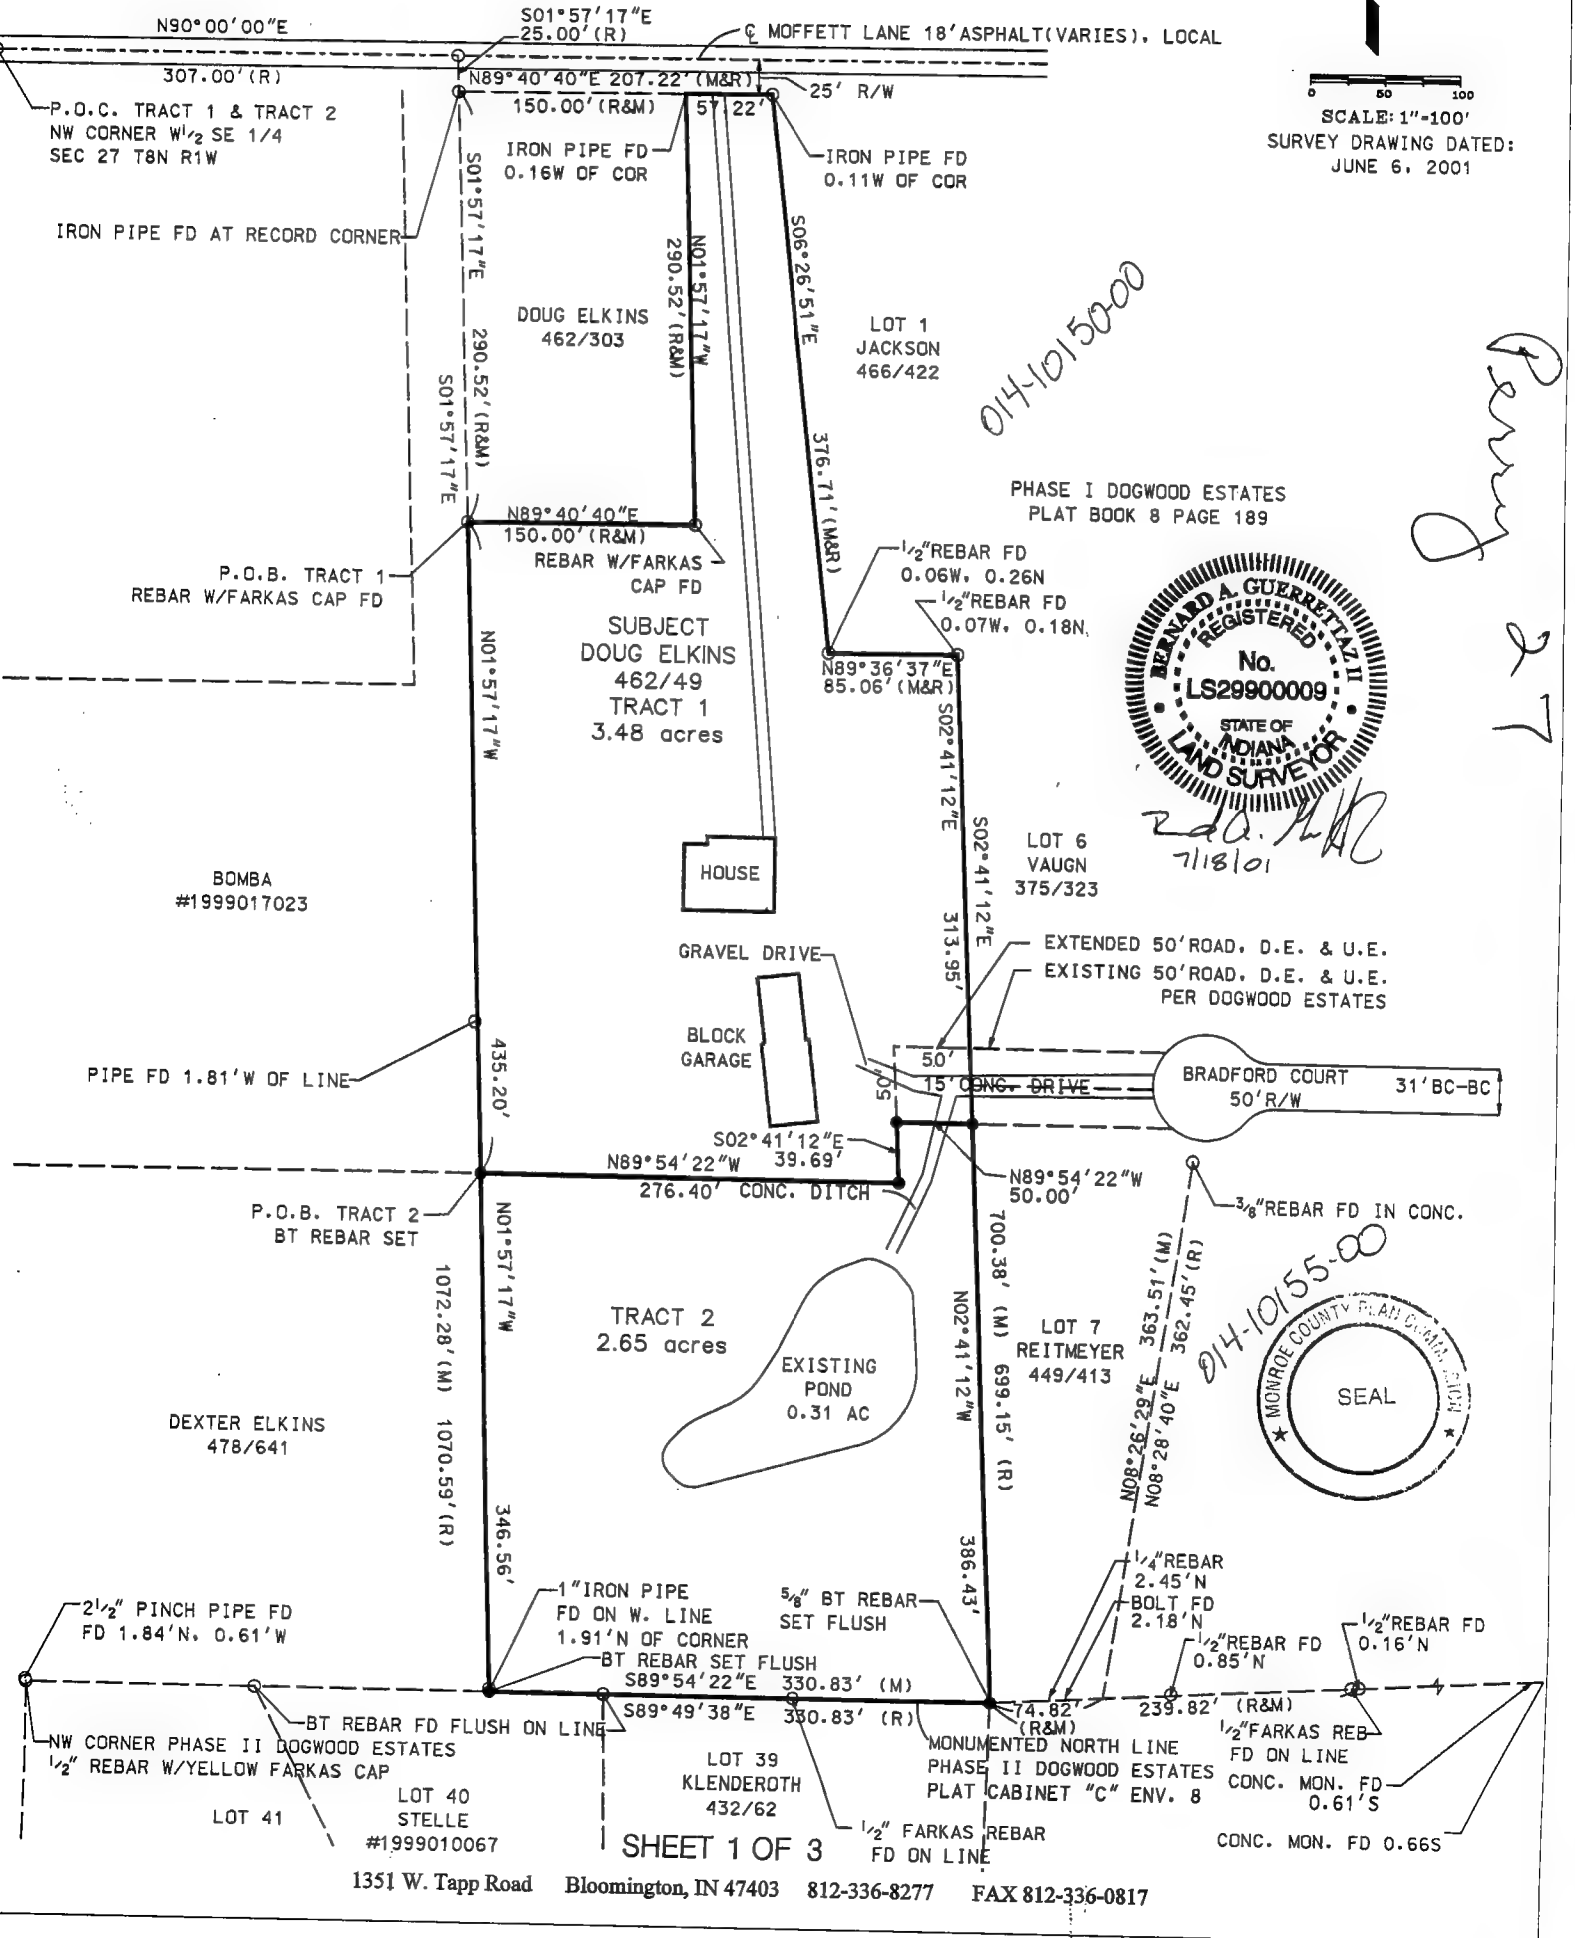 N90°00'00"E
307.00'(R)
S01°57'17"E
25.00'(R)
℄ MOFFETT LANE 18'ASPHALT(VARIES), LOCAL
N89°40'40"E 207.22'(M&R)
150.00'(R&M)
57 22'
25' R/W
0 50 100
SCALE: 1"=100'
SURVEY DRAWING DATED:
JUNE 6, 2001
P.O.C. TRACT 1 & TRACT 2
NW CORNER W1/2 SE 1/4
SEC 27 T8N R1W
IRON PIPE FD
0.16W OF COR
IRON PIPE FD
0.11W OF COR
IRON PIPE FD AT RECORD CORNER
S01°57'17"E
290.52'(R&M)
S01°57'17"E
DOUG ELKINS
462/303
N01°57'17"W
290.52'(R&M)
S06°26'51"E
376.71'(M&R)
LOT 1
JACKSON
466/422
014-10150-00
Perry 27
PHASE I DOGWOOD ESTATES
PLAT BOOK 8 PAGE 189
N89°40'40"E
150.00'(R&M)
REBAR W/FARKAS
CAP FD
P.O.B. TRACT 1
REBAR W/FARKAS CAP FD
1/2"REBAR FD
0.06W, 0.26N
1/2"REBAR FD
0.07W, 0.18N
N89°36'37"E
85.06'(M&R)
SUBJECT
DOUG ELKINS
462/49
TRACT 1
3.48 acres
BERNARD A. GUERRETTAZ II
REGISTERED
No.
LS29900009
STATE OF
INDIANA
LAND SURVEYOR
7/18/01
N01°57'17"W
435.20'
S02°41'12"E
S02°41'12"E
313.95'
HOUSE
LOT 6
VAUGN
375/323
BOMBA
#1999017023
GRAVEL DRIVE
EXTENDED 50'ROAD, D.E. & U.E.
EXISTING 50'ROAD, D.E. & U.E.
PER DOGWOOD ESTATES
BLOCK
GARAGE
50'
50'
15'CONC. DRIVE
BRADFORD COURT
50'R/W
31'BC-BC
PIPE FD 1.81'W OF LINE
S02°41'12"E
39.69'
N89°54'22"W
276.40'
CONC. DITCH
N89°54'22"W
50.00'
3/8"REBAR FD IN CONC.
P.O.B. TRACT 2
BT REBAR SET
N01°57'17"W
346.56'
1072.28'(M) 1070.59'(R)
TRACT 2
2.65 acres
EXISTING
POND
0.31 AC
700.38' (M) 699.15' (R)
N02°41'12"W
386.43'
LOT 7
REITMEYER
449/413
N08°26'29"E 363.51'(M)
N08°28'40"E 362.45'(R)
014-10155-00
MONROE COUNTY PLAN COMMISSION
SEAL
DEXTER ELKINS
478/641
2 1/2" PINCH PIPE FD
FD 1.84'N, 0.61'W
1"IRON PIPE
FD ON W. LINE
1.91'N OF CORNER
BT REBAR SET FLUSH
5/8" BT REBAR
SET FLUSH
1/4"REBAR
2.45'N
BOLT FD
2.18'N
1/2"REBAR FD
0.85'N
1/2"REBAR FD
0.16'N
S89°54'22"E 330.83' (M)
S89°49'38"E 330.83' (R)
74.82'
(R&M)
239.82' (R&M)
BT REBAR FD FLUSH ON LINE
NW CORNER PHASE II DOGWOOD ESTATES
1/2" REBAR W/YELLOW FARKAS CAP
MONUMENTED NORTH LINE
PHASE II DOGWOOD ESTATES
PLAT CABINET "C" ENV. 8
1/2"FARKAS REB
FD ON LINE
CONC. MON. FD
0.61'S
CONC. MON. FD 0.66S
LOT 41
LOT 40
STELLE
#1999010067
LOT 39
KLENDEROTH
432/62
1/2" FARKAS REBAR
FD ON LINE
SHEET 1 OF 3
1351 W. Tapp Road Bloomington, IN 47403 812-336-8277 FAX 812-336-0817